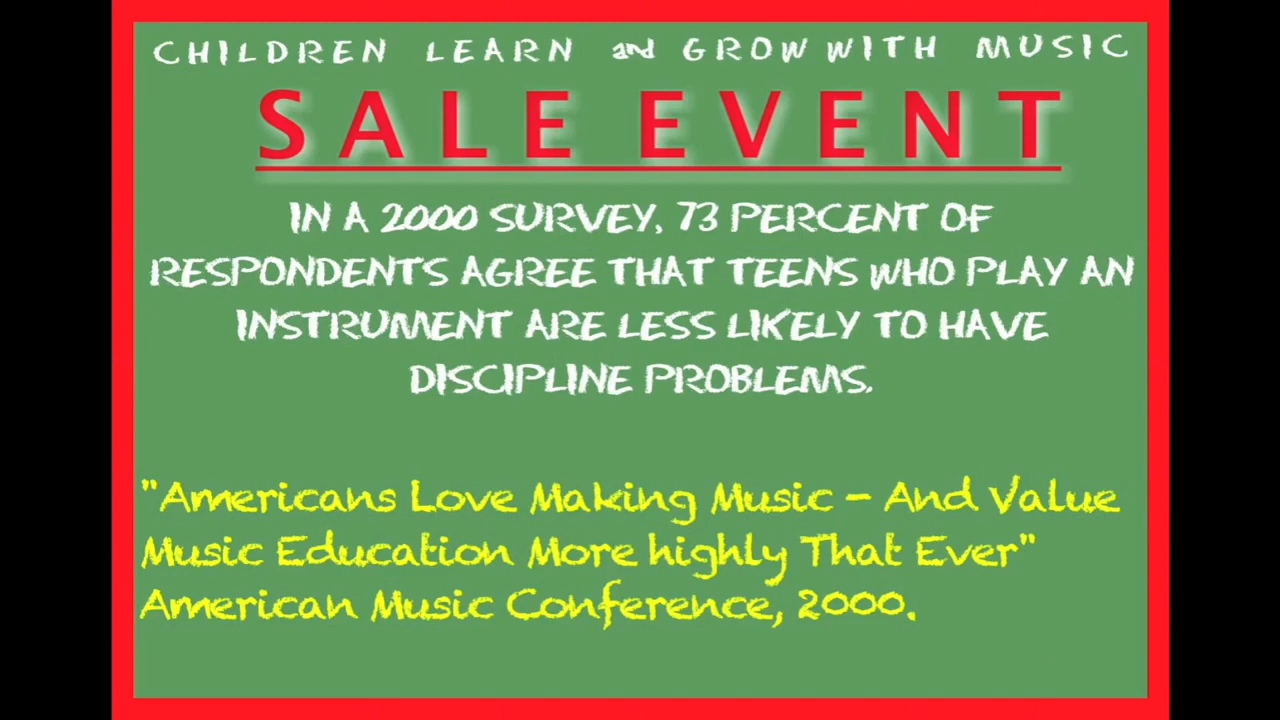 CHILDREN LEARN and GROW WITH MUSIC
SALE EVENT
IN A 2000 SURVEY, 73 PERCENT OF
RESPONDENTS AGREE THAT TEENS WHO PLAY AN
INSTRUMENT ARE LESS LIKELY TO HAVE
DISCIPLINE PROBLEMS.
"Americans Love Making Music - And Value
Music Education More highly That Ever"
American Music Conference, 2000.